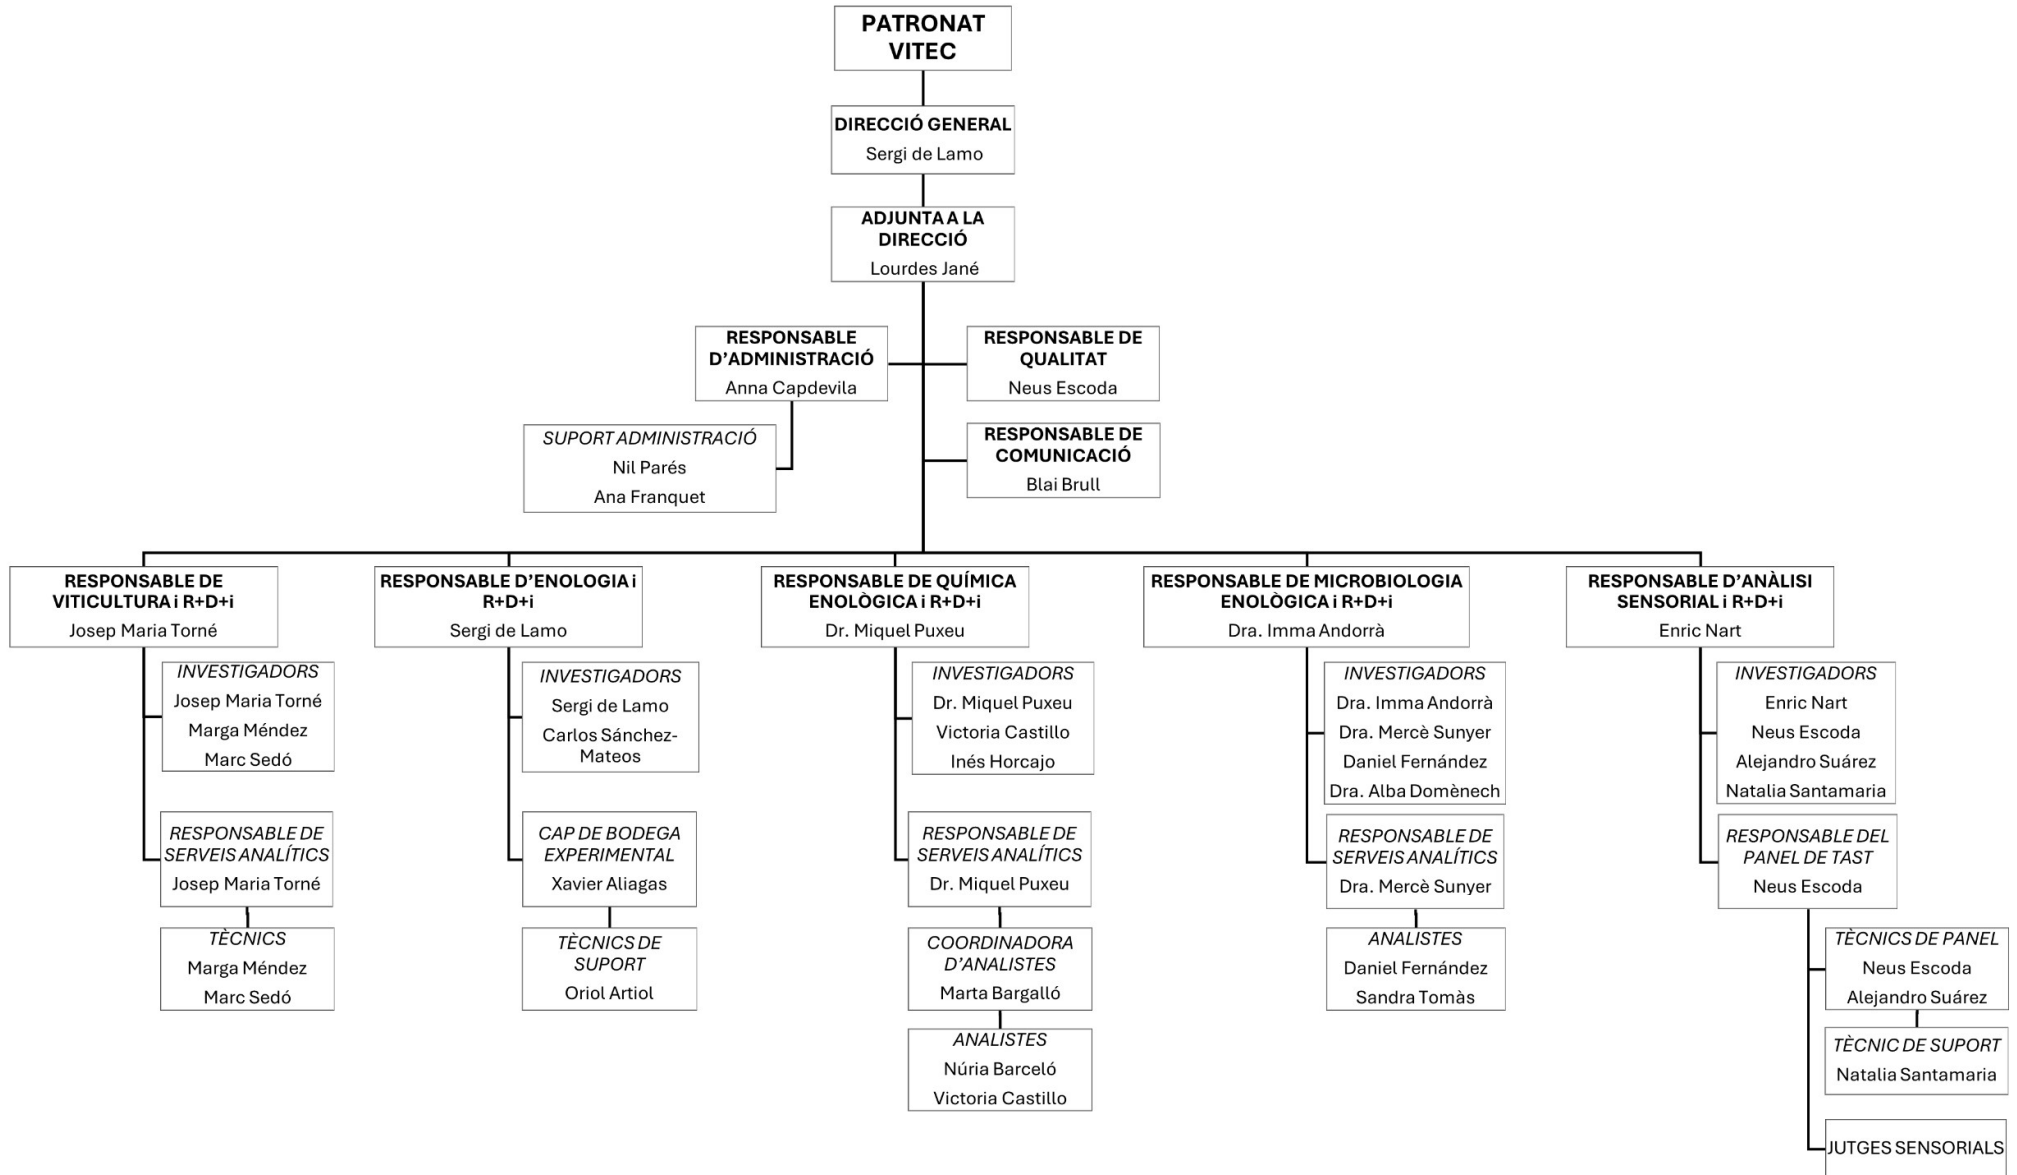 PATRONAT
VITEC
DIRECCIÓ GENERAL
Sergi de Lamo
ADJUNTA A LA
DIRECCIÓ
Lourdes Jané
RESPONSABLE
D’ADMINISTRACIÓ
Anna Capdevila
RESPONSABLE DE
QUALITAT
Neus Escoda
SUPORT ADMINISTRACIÓ
Nil Parés
Ana Franquet
RESPONSABLE DE
COMUNICACIÓ
Blai Brull
RESPONSABLE DE
VITICULTURA i R+D+i
Josep Maria Torné
INVESTIGADORS
Josep Maria Torné
Marga Méndez
Marc Sedó
RESPONSABLE DE
SERVEIS ANALÍTICS
Josep Maria Torné
TÈCNICS
Marga Méndez
Marc Sedó
RESPONSABLE D’ENOLOGIA i
R+D+i
Sergi de Lamo
INVESTIGADORS
Sergi de Lamo
Carlos Sánchez-
Mateos
CAP DE BODEGA
EXPERIMENTAL
Xavier Aliagas
TÈCNICS DE
SUPORT
Oriol Artiol
RESPONSABLE DE QUÍMICA
ENOLÒGICA i R+D+i
Dr. Miquel Puxeu
INVESTIGADORS
Dr. Miquel Puxeu
Victoria Castillo
Inés Horcajo
RESPONSABLE DE
SERVEIS ANALÍTICS
Dr. Miquel Puxeu
COORDINADORA
D’ANALISTES
Marta Bargalló
ANALISTES
Núria Barceló
Victoria Castillo
RESPONSABLE DE MICROBIOLOGIA
ENOLÒGICA i R+D+i
Dra. Imma Andorrà
INVESTIGADORS
Dra. Imma Andorrà
Dra. Mercè Sunyer
Daniel Fernández
Dra. Alba Domènech
RESPONSABLE DE
SERVEIS ANALÍTICS
Dra. Mercè Sunyer
ANALISTES
Daniel Fernández
Sandra Tomàs
RESPONSABLE D’ANÀLISI
SENSORIAL i R+D+i
Enric Nart
INVESTIGADORS
Enric Nart
Neus Escoda
Alejandro Suárez
Natalia Santamaria
RESPONSABLE DEL
PANEL DE TAST
Neus Escoda
TÈCNICS DE PANEL
Neus Escoda
Alejandro Suárez
TÈCNIC DE SUPORT
Natalia Santamaria
JUTGES SENSORIALS